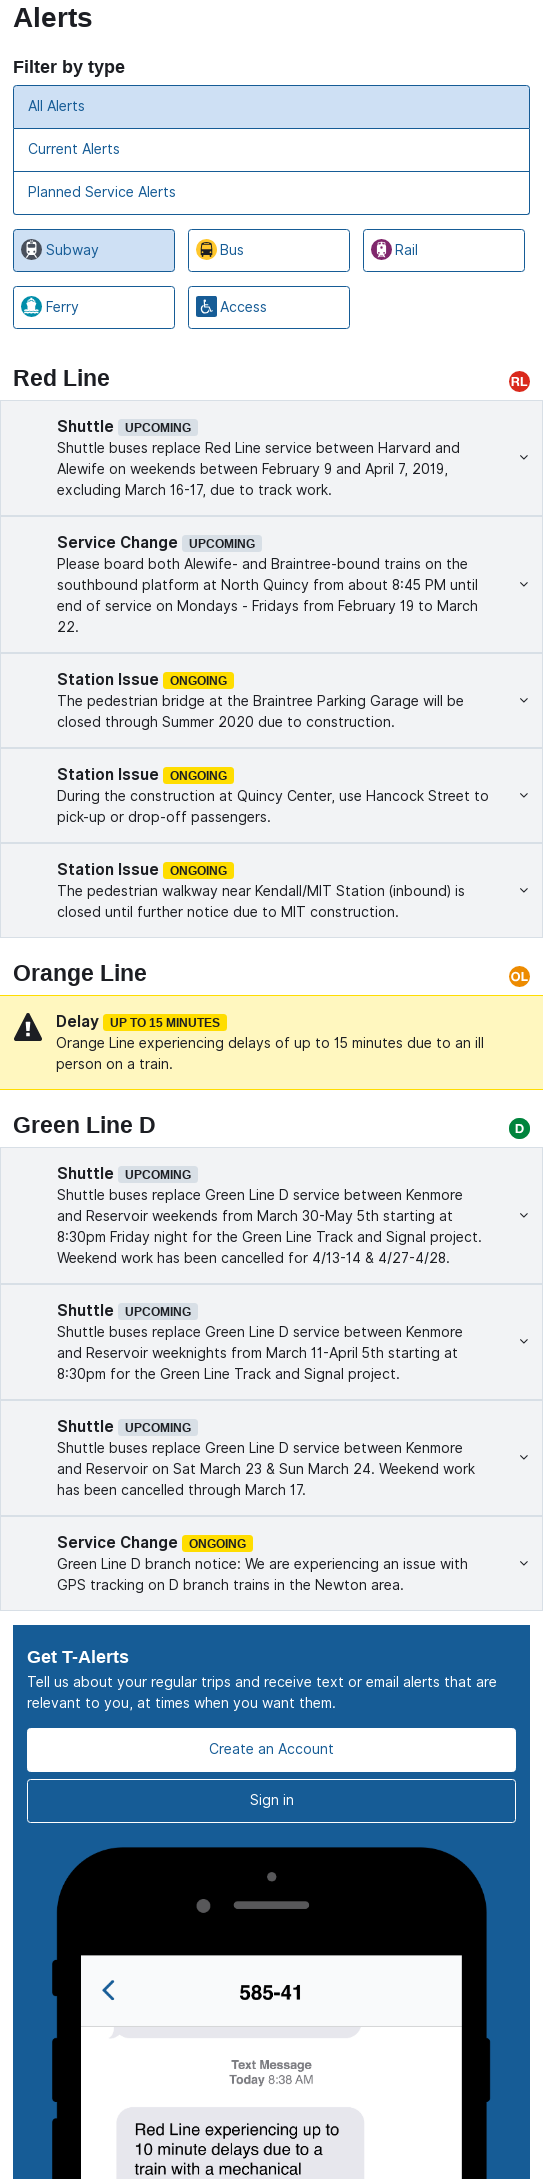 Alerts
Filter by type
All Alerts
Current Alerts
Planned Service Alerts
Subway
Bus
Rail
Ferry
Access
Red Line
RL
Shuttle UPCOMING
Shuttle buses replace Red Line service between Harvard and
Alewife on weekends between February 9 and April 7, 2019,
excluding March 16-17, due to track work.
Service Change UPCOMING
Please board both Alewife- and Braintree-bound trains on the
southbound platform at North Quincy from about 8:45 PM until
end of service on Mondays - Fridays from February 19 to March
22.
Station Issue ONGOING
The pedestrian bridge at the Braintree Parking Garage will be
closed through Summer 2020 due to construction.
Station Issue ONGOING
During the construction at Quincy Center, use Hancock Street to
pick-up or drop-off passengers.
Station Issue ONGOING
The pedestrian walkway near Kendall/MIT Station (inbound) is
closed until further notice due to MIT construction.
Orange Line
OL
Delay UP TO 15 MINUTES
Orange Line experiencing delays of up to 15 minutes due to an ill
person on a train.
Green Line D
D
Shuttle UPCOMING
Shuttle buses replace Green Line D service between Kenmore
and Reservoir weekends from March 30-May 5th starting at
8:30pm Friday night for the Green Line Track and Signal project.
Weekend work has been cancelled for 4/13-14 & 4/27-4/28.
Shuttle UPCOMING
Shuttle buses replace Green Line D service between Kenmore
and Reservoir weeknights from March 11-April 5th starting at
8:30pm for the Green Line Track and Signal project.
Shuttle UPCOMING
Shuttle buses replace Green Line D service between Kenmore
and Reservoir on Sat March 23 & Sun March 24. Weekend work
has been cancelled through March 17.
Service Change ONGOING
Green Line D branch notice: We are experiencing an issue with
GPS tracking on D branch trains in the Newton area.
Get T-Alerts
Tell us about your regular trips and receive text or email alerts that are
relevant to you, at times when you want them.
Create an Account
Sign in
585-41
Text Message
Today 8:38 AM
Red Line experiencing up to
10 minute delays due to a
train with a mechanical